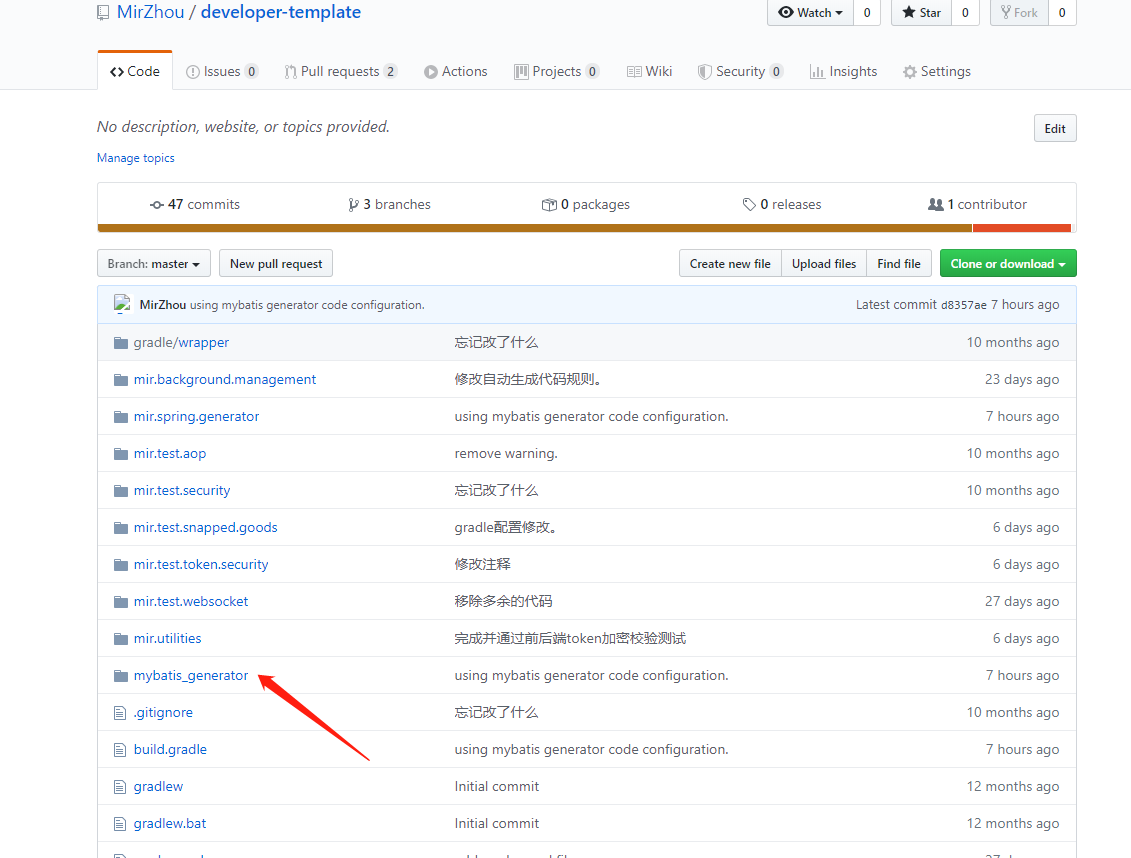 MirZhou / developer-template
Watch 0 Star 0 Fork 0
Code Issues 0 Pull requests 2 Actions Projects 0 Wiki Security 0 Insights Settings
No description, website, or topics provided.
Edit
Manage topics
47 commits 3 branches 0 packages 0 releases 1 contributor
Branch: master New pull request Create new file Upload files Find file Clone or download
MirZhou using mybatis generator code configuration. Latest commit d8357ae 7 hours ago
gradle/wrapper 忘记改了什么 10 months ago
mir.background.management 修改自动生成代码规则。 23 days ago
mir.spring.generator using mybatis generator code configuration. 7 hours ago
mir.test.aop remove warning. 10 months ago
mir.test.security 忘记改了什么 10 months ago
mir.test.snapped.goods gradle配置修改。 6 days ago
mir.test.token.security 修改注释 6 days ago
mir.test.websocket 移除多余的代码 27 days ago
mir.utilities 完成并通过前后端token加密校验测试 6 days ago
mybatis_generator using mybatis generator code configuration. 7 hours ago
.gitignore 忘记改了什么 10 months ago
build.gradle using mybatis generator code configuration. 7 hours ago
gradlew Initial commit 12 months ago
gradlew.bat Initial commit 12 months ago